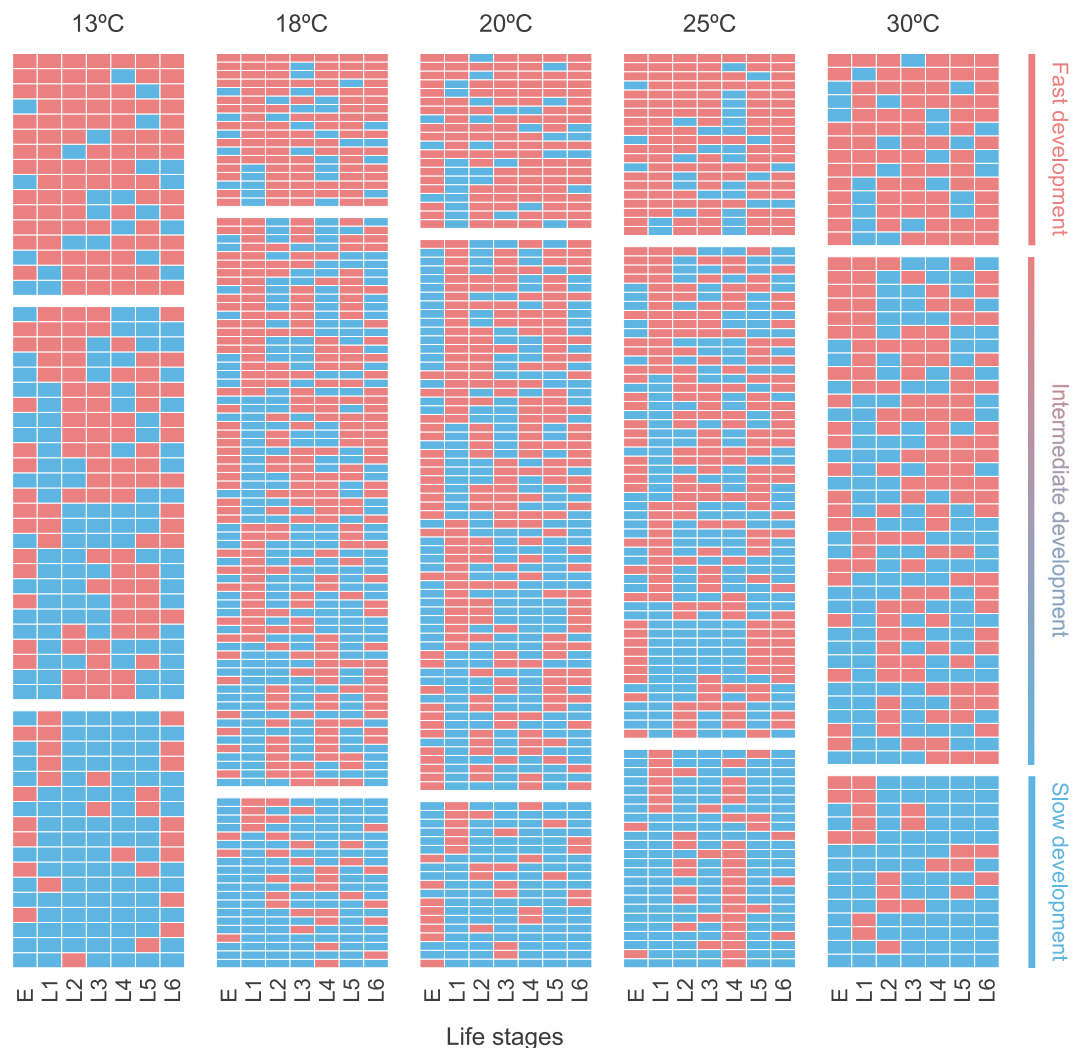 13ºC 18ºC 20ºC 25ºC 30ºC
Fast development
Intermediate development
Slow development
E L1 L2 L3 L4 L5 L6 E L1 L2 L3 L4 L5 L6 E L1 L2 L3 L4 L5 L6 E L1 L2 L3 L4 L5 L6 E L1 L2 L3 L4 L5 L6
Life stages